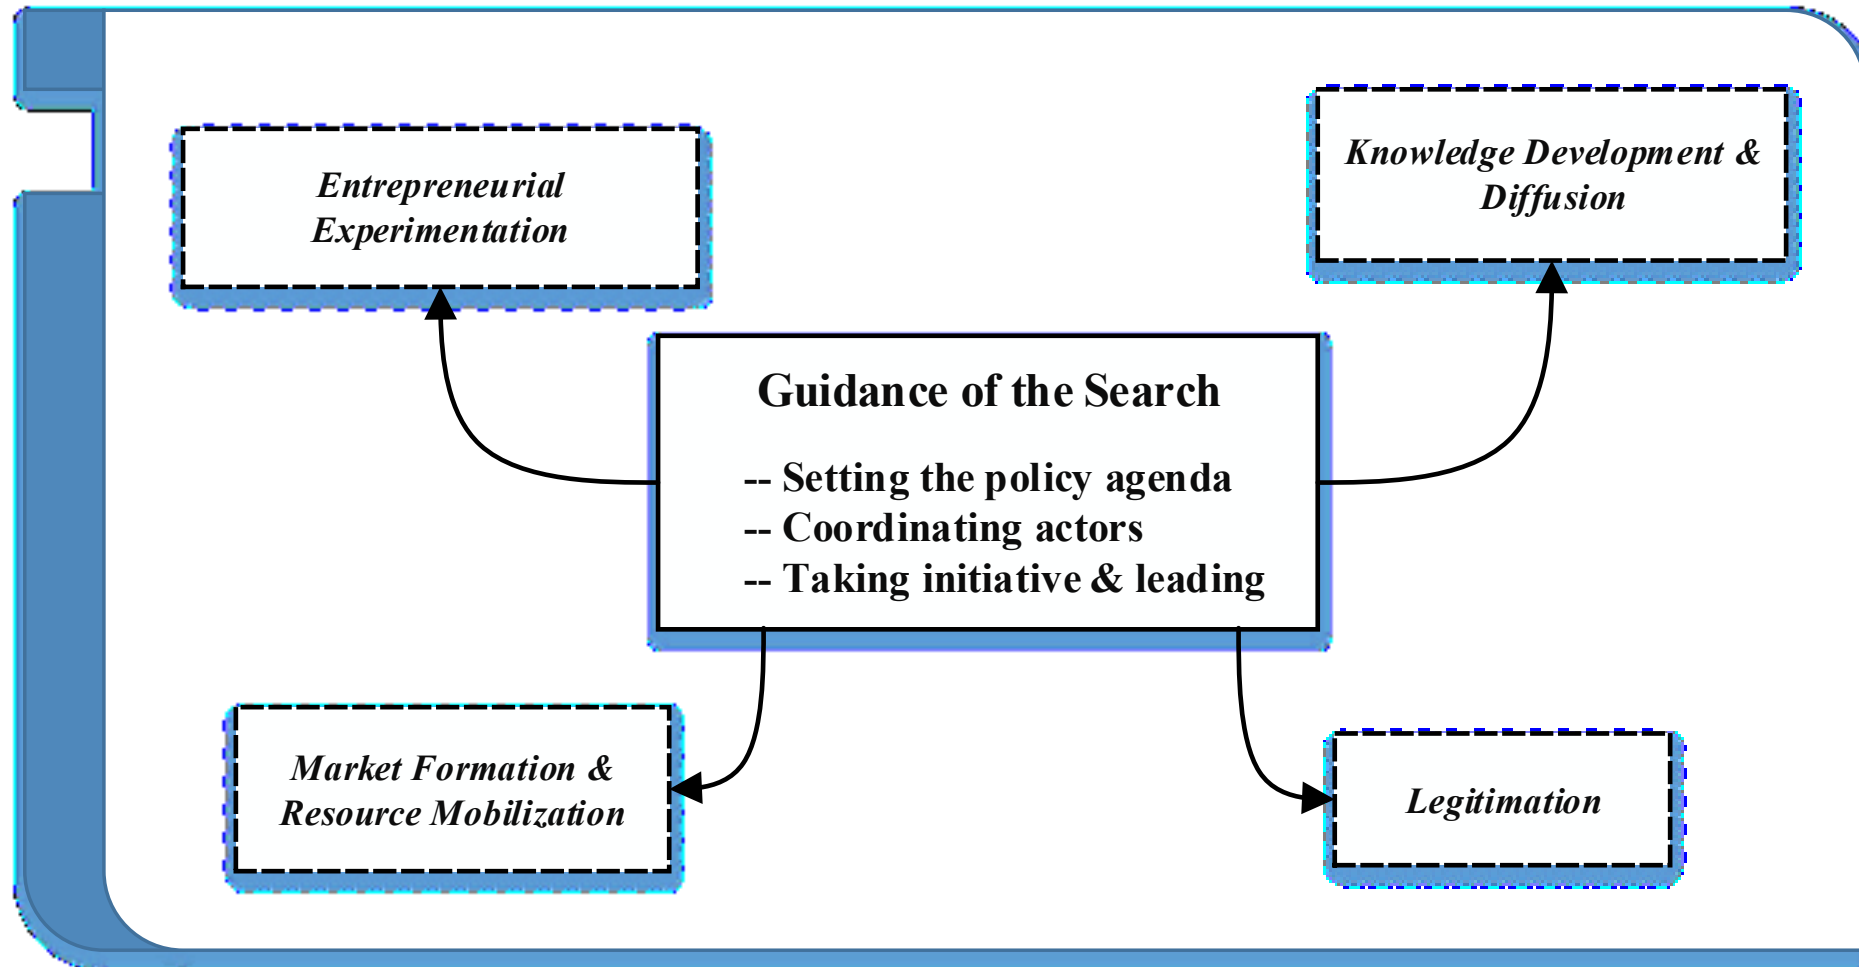 Entrepreneurial
Experimentation
Knowledge Development &
Diffusion
Guidance of the Search
-- Setting the policy agenda
-- Coordinating actors
-- Taking initiative & leading
Market Formation &
Resource Mobilization
Legitimation